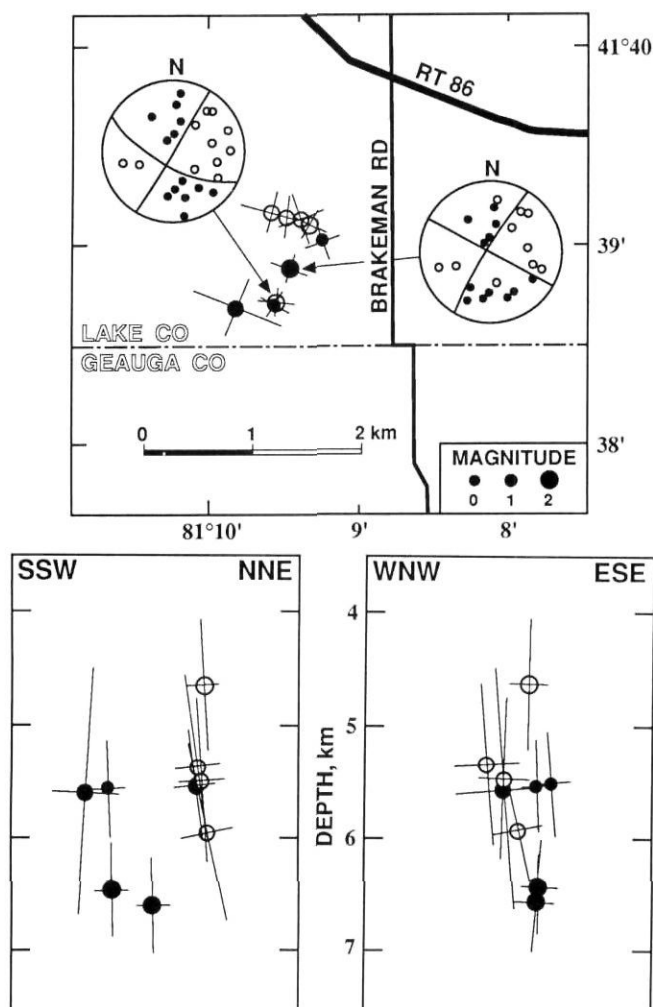 41°40
N
RT 86
N
BRAKEMAN RD
39'
LAKE CO
GEAUGA CO
0 1 2 km
38'
MAGNITUDE
0 1 2
81°10' 9' 8'
SSW NNE WNW ESE
4
5
DEPTH, km
6
7